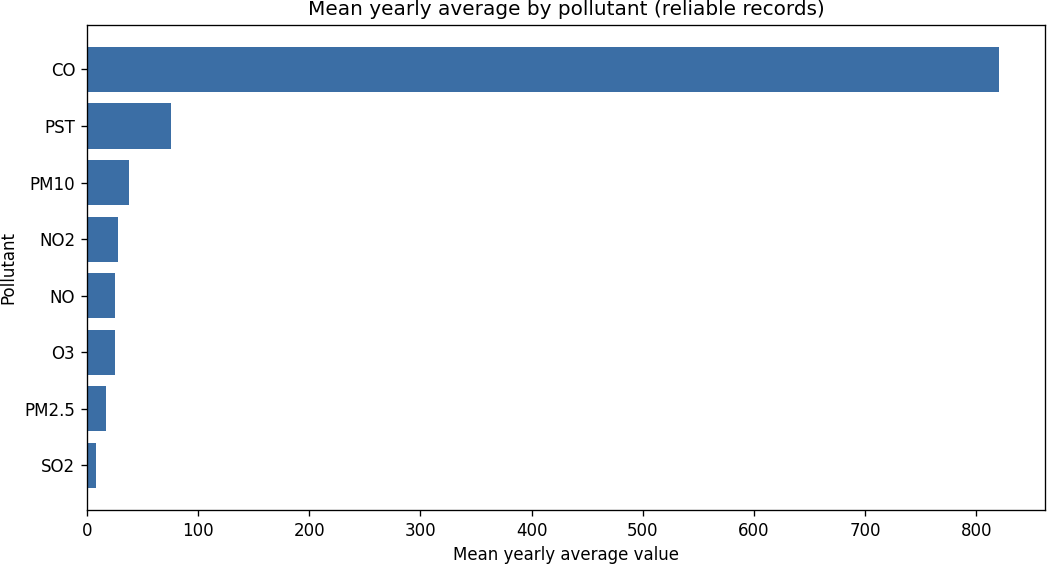 Mean yearly average by pollutant (reliable records)
Pollutant
CO
PST
PM10
NO2
NO
O3
PM2.5
SO2
0 100 200 300 400 500 600 700 800
Mean yearly average value